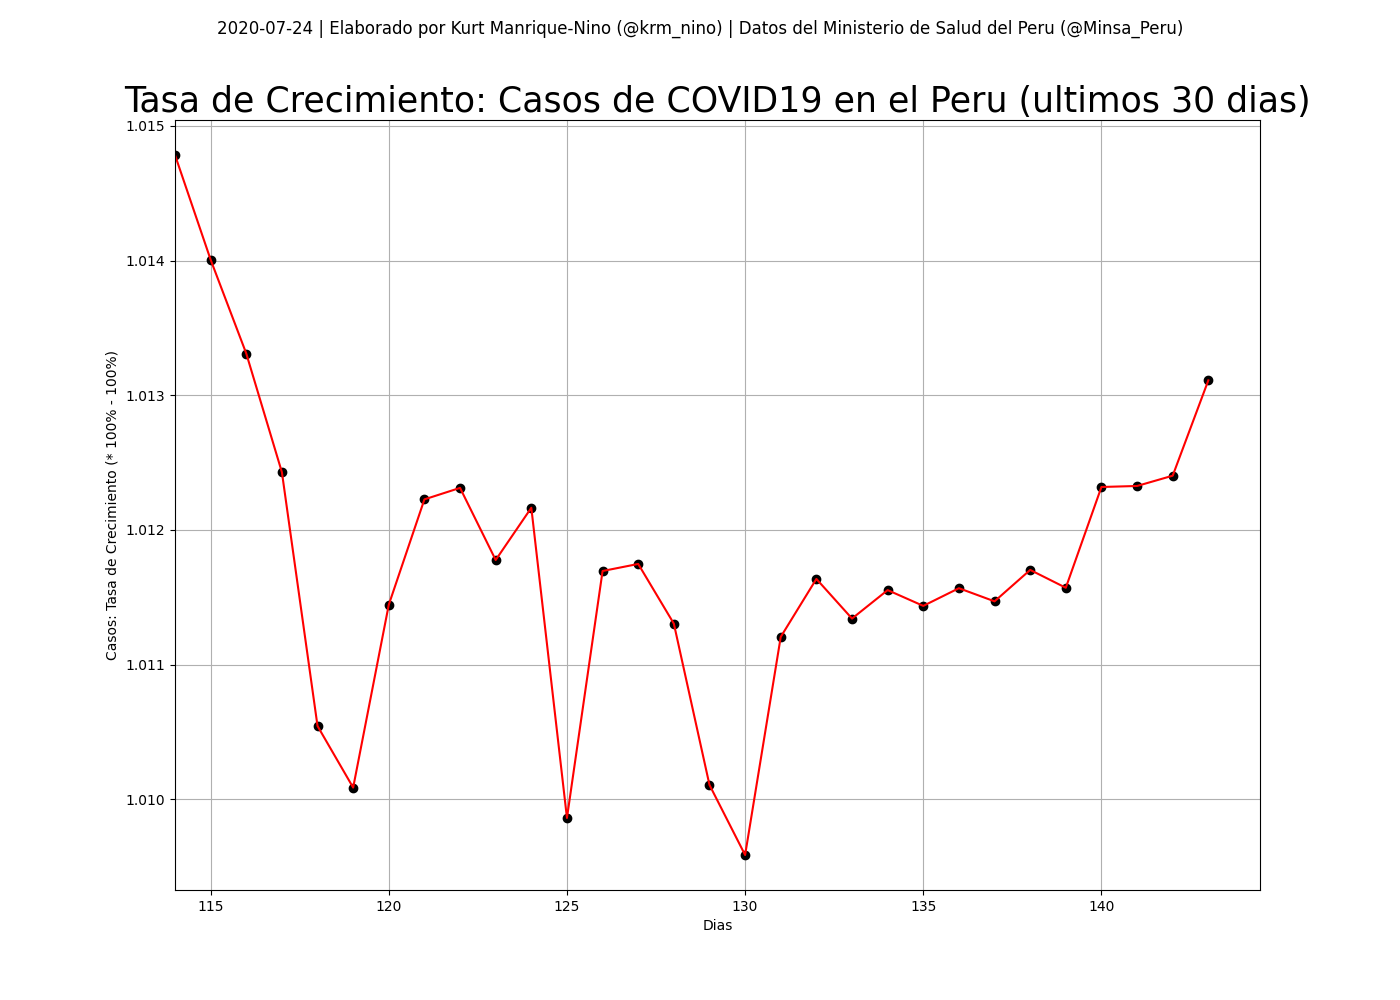 2020-07-24 | Elaborado por Kurt Manrique-Nino (@krm_nino) | Datos del Ministerio de Salud del Peru (@Minsa_Peru)
Tasa de Crecimiento: Casos de COVID19 en el Peru (ultimos 30 dias)
Casos: Tasa de Crecimiento (* 100% - 100%)
1.015
1.014
1.013
1.012
1.011
1.010
115 120 125 130 135 140
Dias